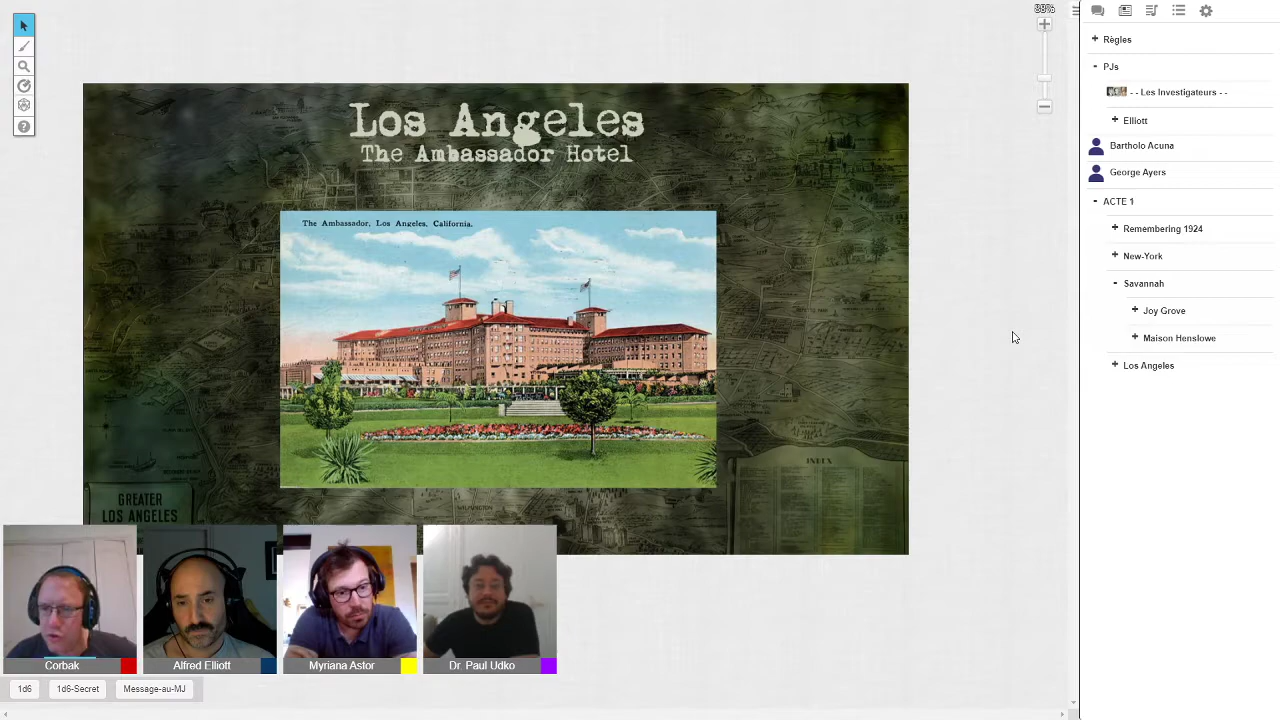 88%
Los Angeles
The Ambassador Hotel
The Ambassador, Los Angeles, California.
GREATER
LOS ANGELES
INDEX
WILMINGTON
Corbak
Alfred Elliott
Myriana Astor
Dr. Paul Udko
1d6
1d6-Secret
Message-au-MJ
Règles
PJs
- - Les Investigateurs - -
Elliott
Bartholo Acuna
George Ayers
ACTE 1
Remembering 1924
New-York
Savannah
Joy Grove
Maison Henslowe
Los Angeles